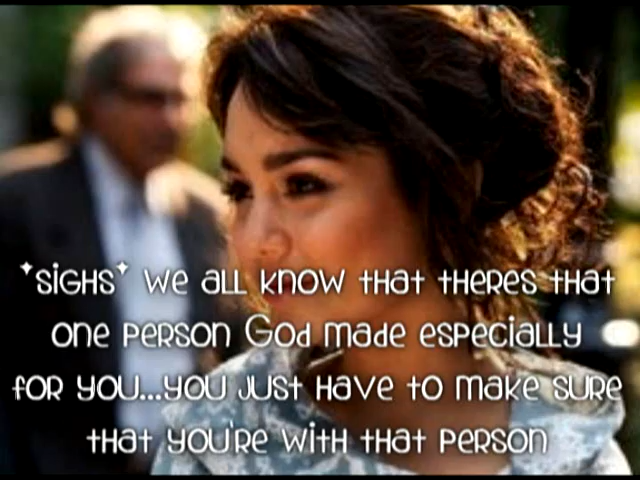 *sighs* we all know that theres that
one person God made especially
for you...you just have to make sure
that you're with that person